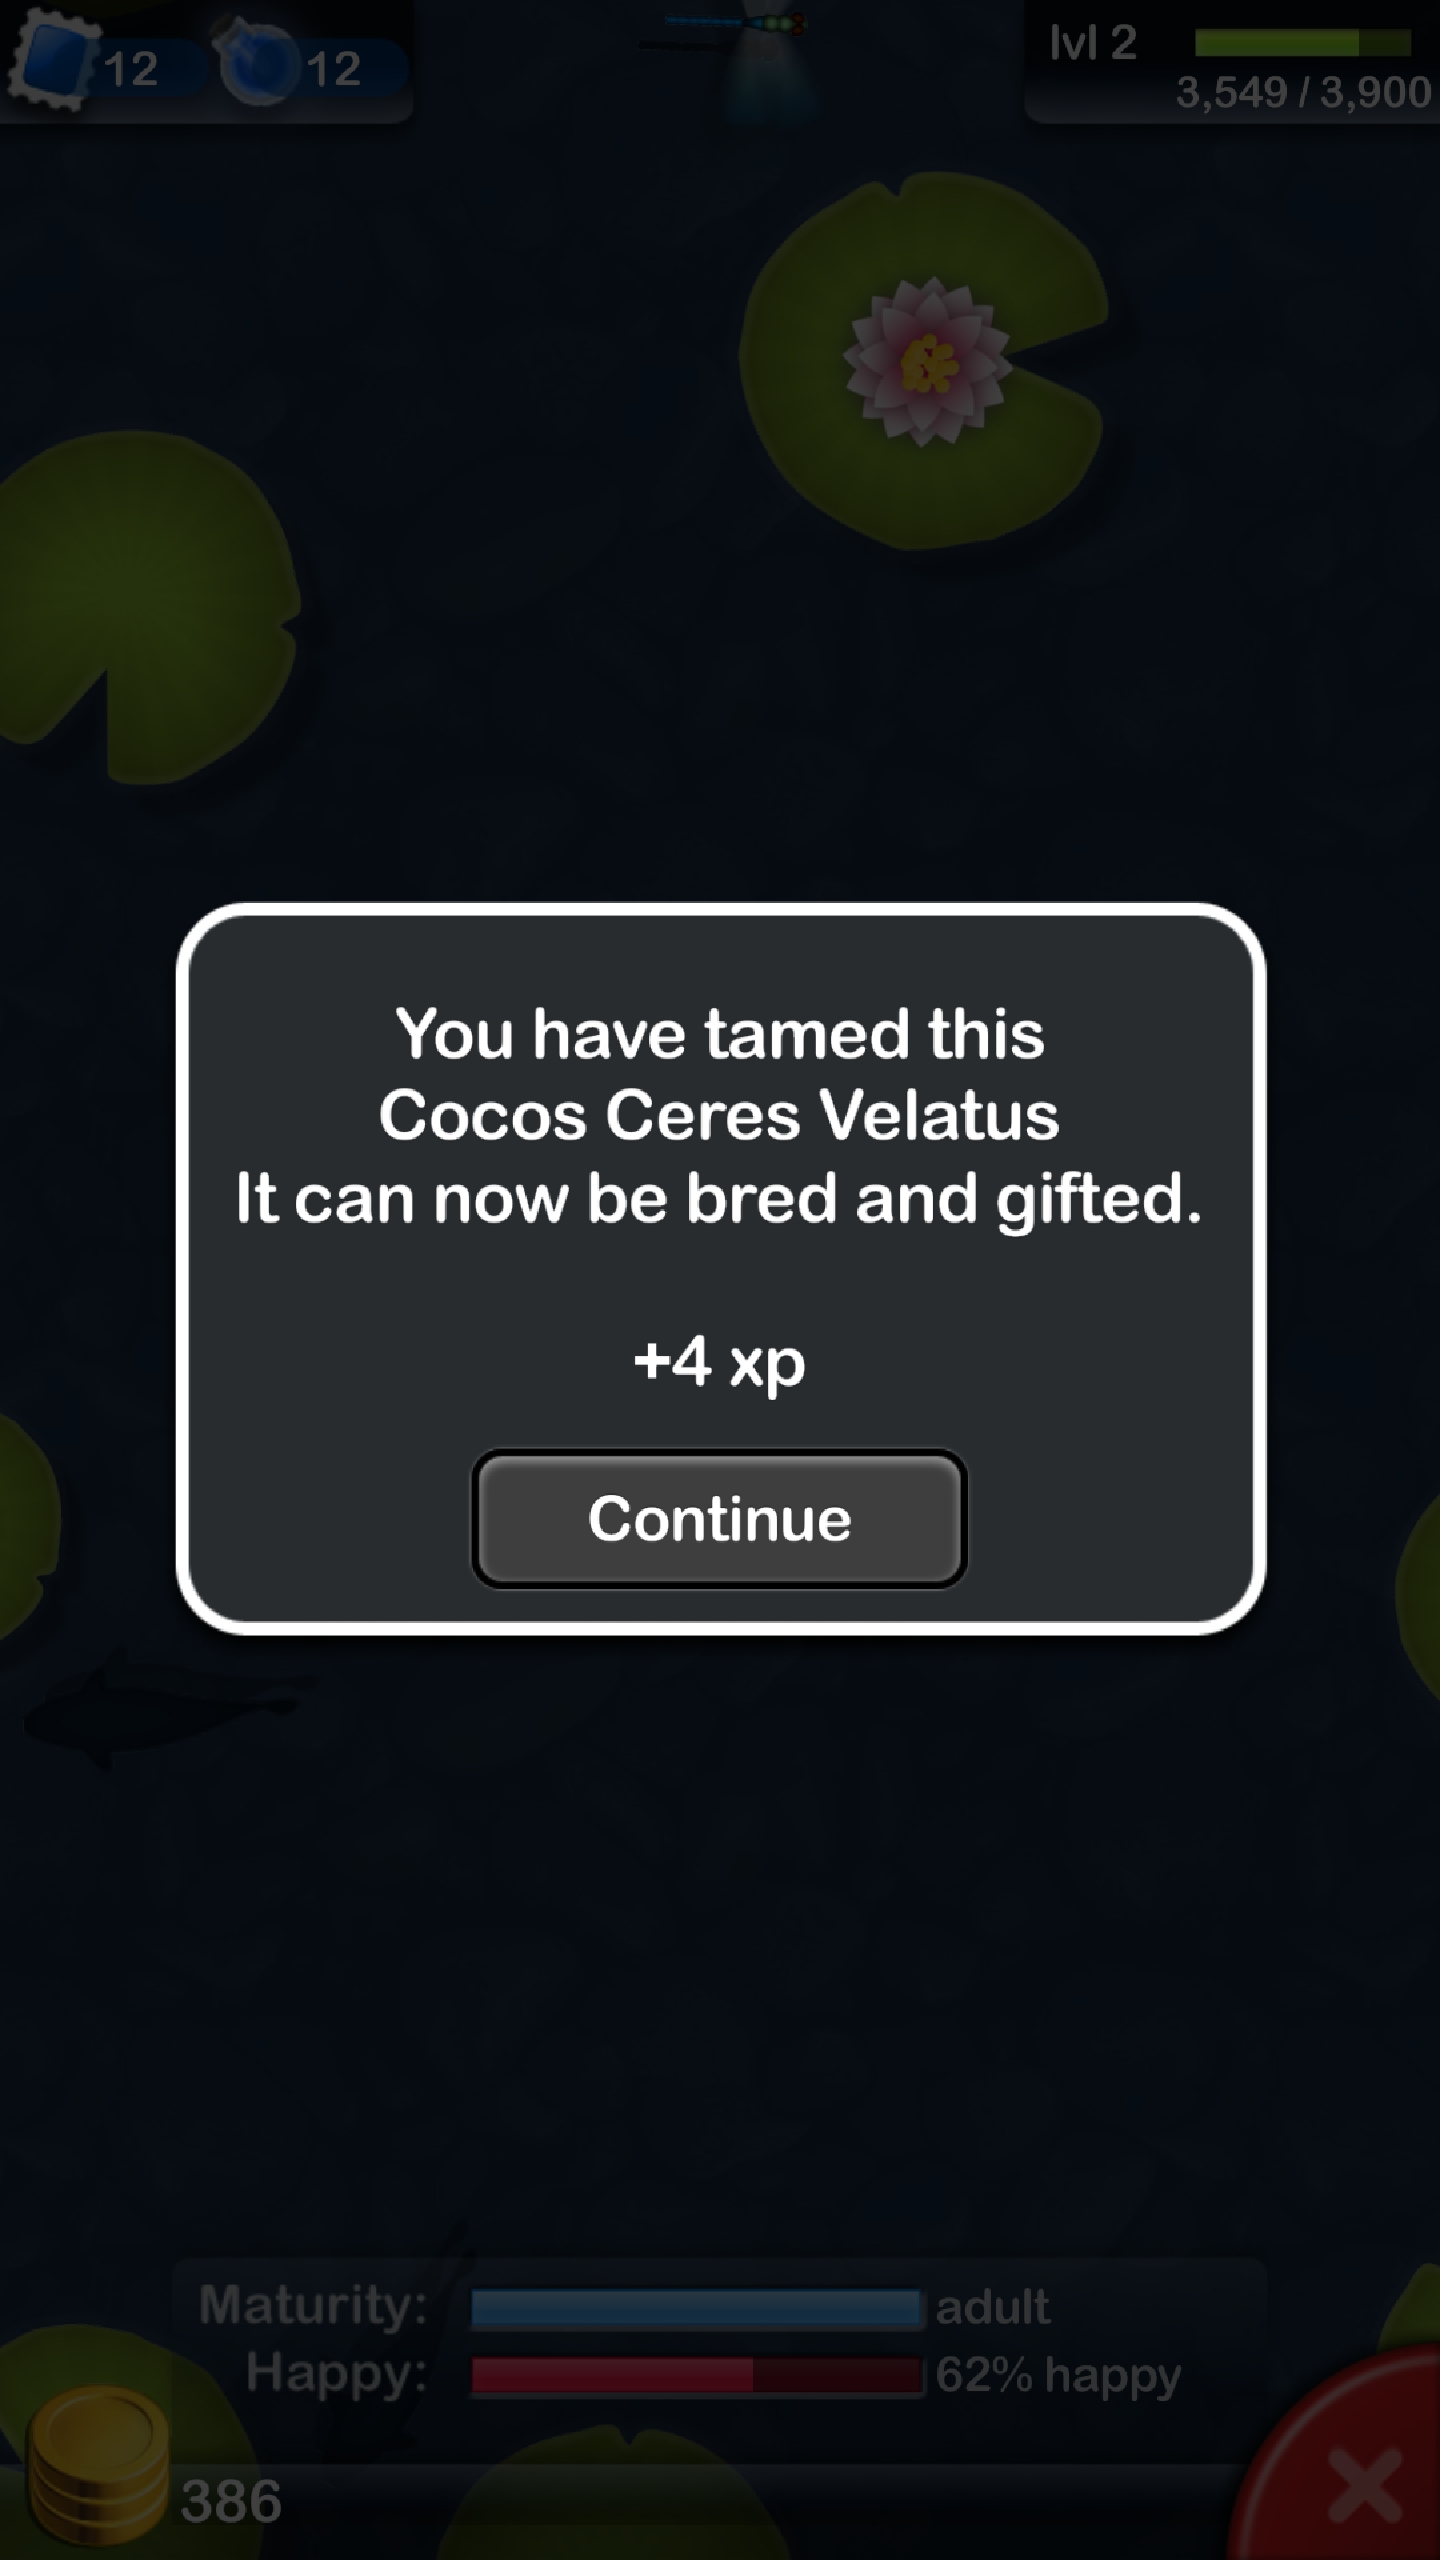 12
12
lvl 2
3,549 / 3,900
You have tamed this
Cocos Ceres Velatus
It can now be bred and gifted.
+4 xp
Continue
Maturity: adult
Happy: 62% happy
386